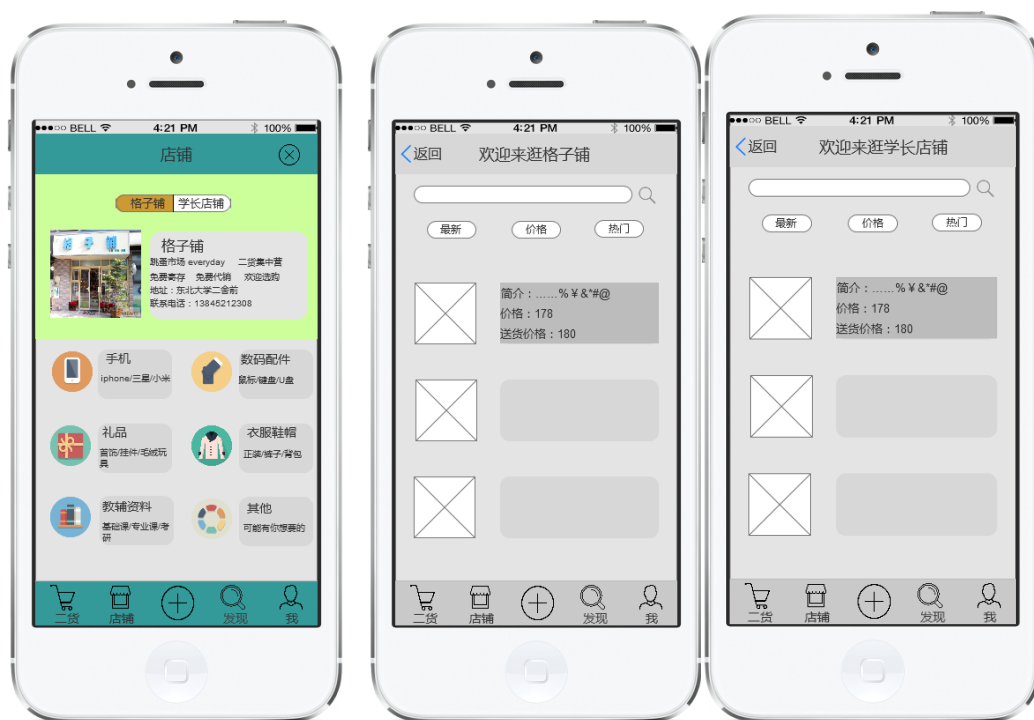 BELL 4:21 PM 100%
店铺
格子铺 学长店铺
格子铺
格子铺
跳蚤市场 everyday 二货集中营
免费寄存 免费代销 欢迎选购
地址：东北大学二舍前
联系电话：13845212308
手机
iphone/三星/小米
数码配件
鼠标/键盘/U盘
礼品
首饰/挂件/毛绒玩
具
衣服鞋帽
正装/裤子/背包
教辅资料
基础课/专业课/考
研
其他
可能有你想要的
二货 店铺 发现 我
BELL 4:21 PM 100%
返回 欢迎来逛格子铺
最新 价格 热门
简介：……%￥&*#@
价格：178
送货价格：180
二货 店铺 发现 我
BELL 4:21 PM 100%
返回 欢迎来逛学长店铺
最新 价格 热门
简介：……%￥&*#@
价格：178
送货价格：180
二货 店铺 发现 我